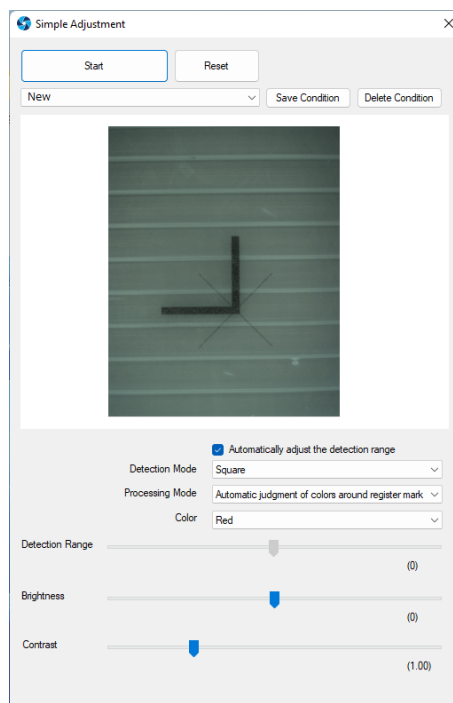 Simple Adjustment
Start
Reset
New
Save Condition
Delete Condition
Automatically adjust the detection range
Detection Mode
Square
Processing Mode
Automatic judgment of colors around register mark
Color
Red
Detection Range
(0)
Brightness
(0)
Contrast
(1.00)